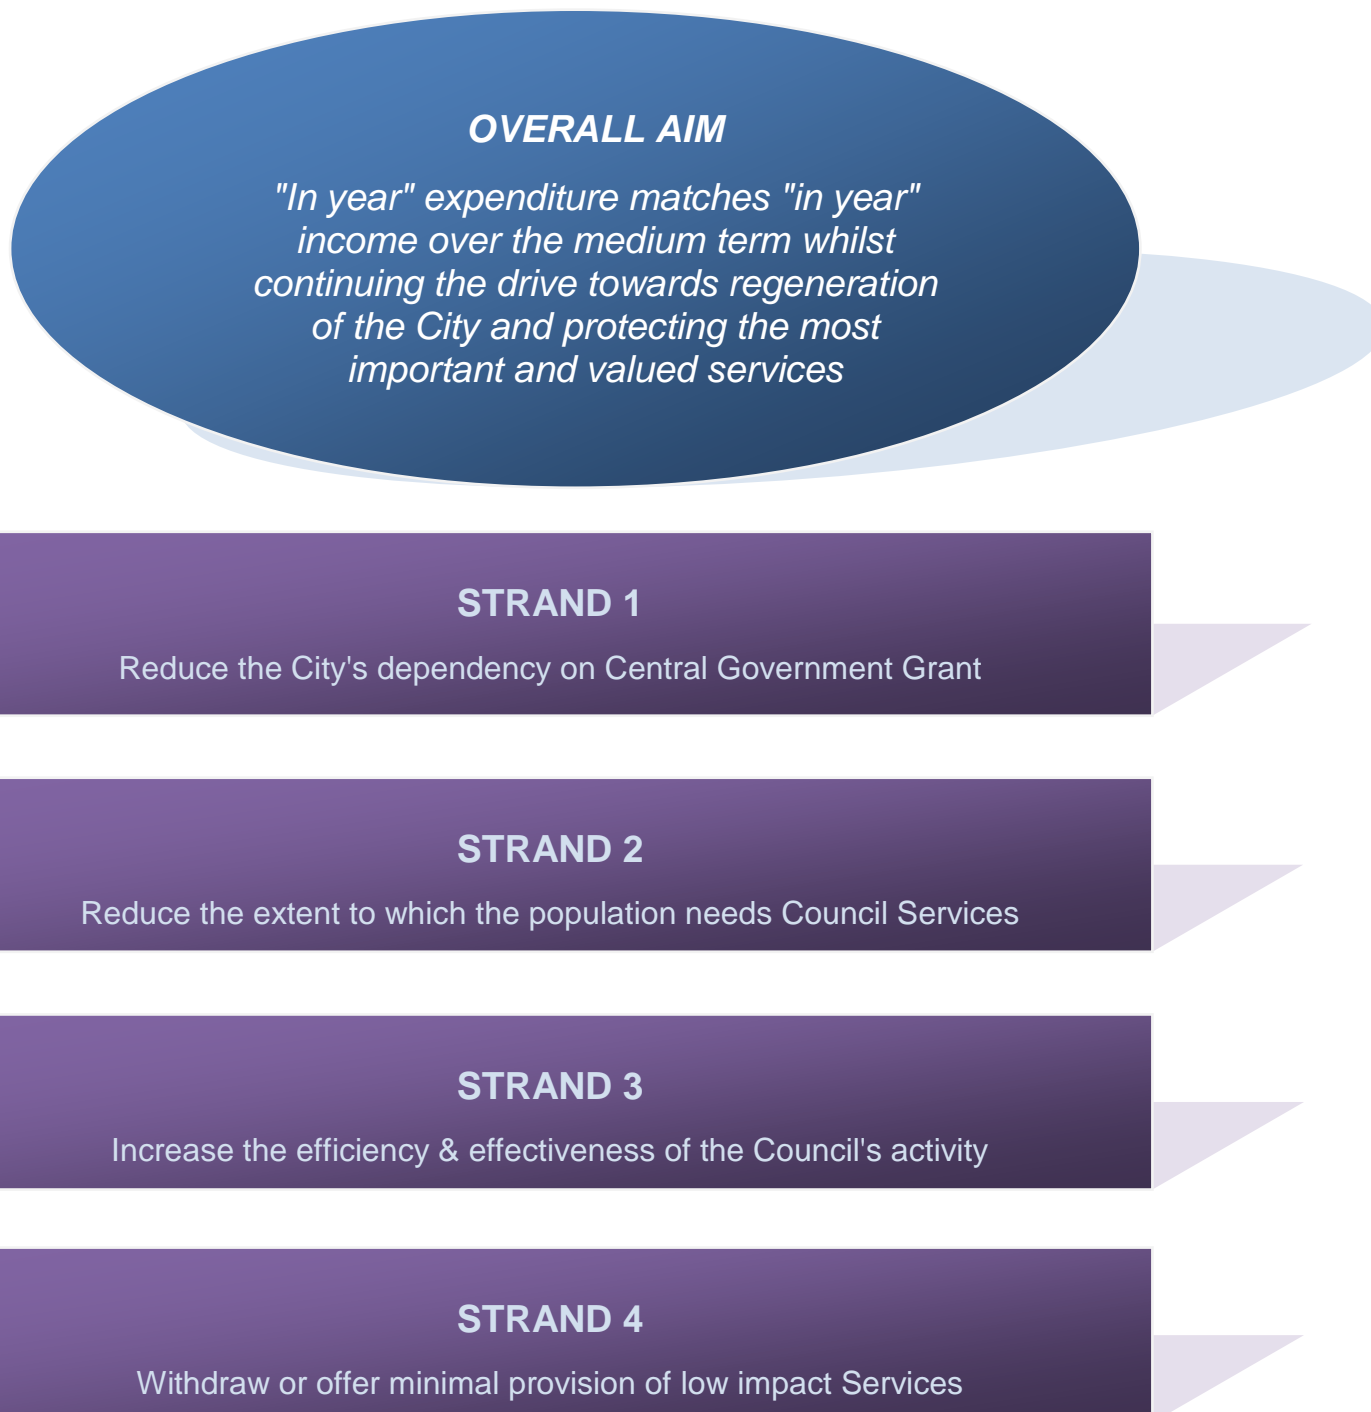 OVERALL AIM
"In year" expenditure matches "in year"
income over the medium term whilst
continuing the drive towards regeneration
of the City and protecting the most
important and valued services
STRAND 1
Reduce the City's dependency on Central Government Grant
STRAND 2
Reduce the extent to which the population needs Council Services
STRAND 3
Increase the efficiency & effectiveness of the Council's activity
STRAND 4
Withdraw or offer minimal provision of low impact Services